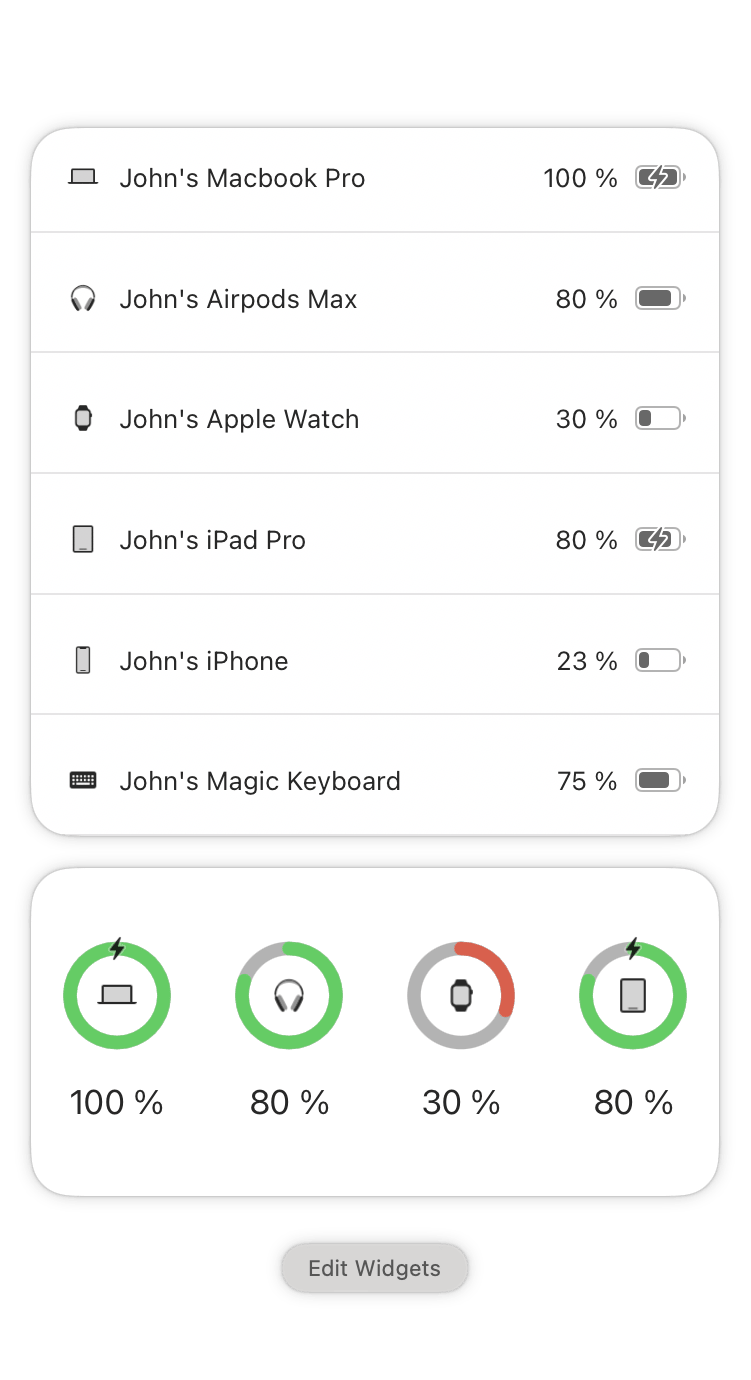 John's Macbook Pro 100 %
John's Airpods Max 80 %
John's Apple Watch 30 %
John's iPad Pro 80 %
John's iPhone 23 %
John's Magic Keyboard 75 %
100 % 80 % 30 % 80 %
Edit Widgets